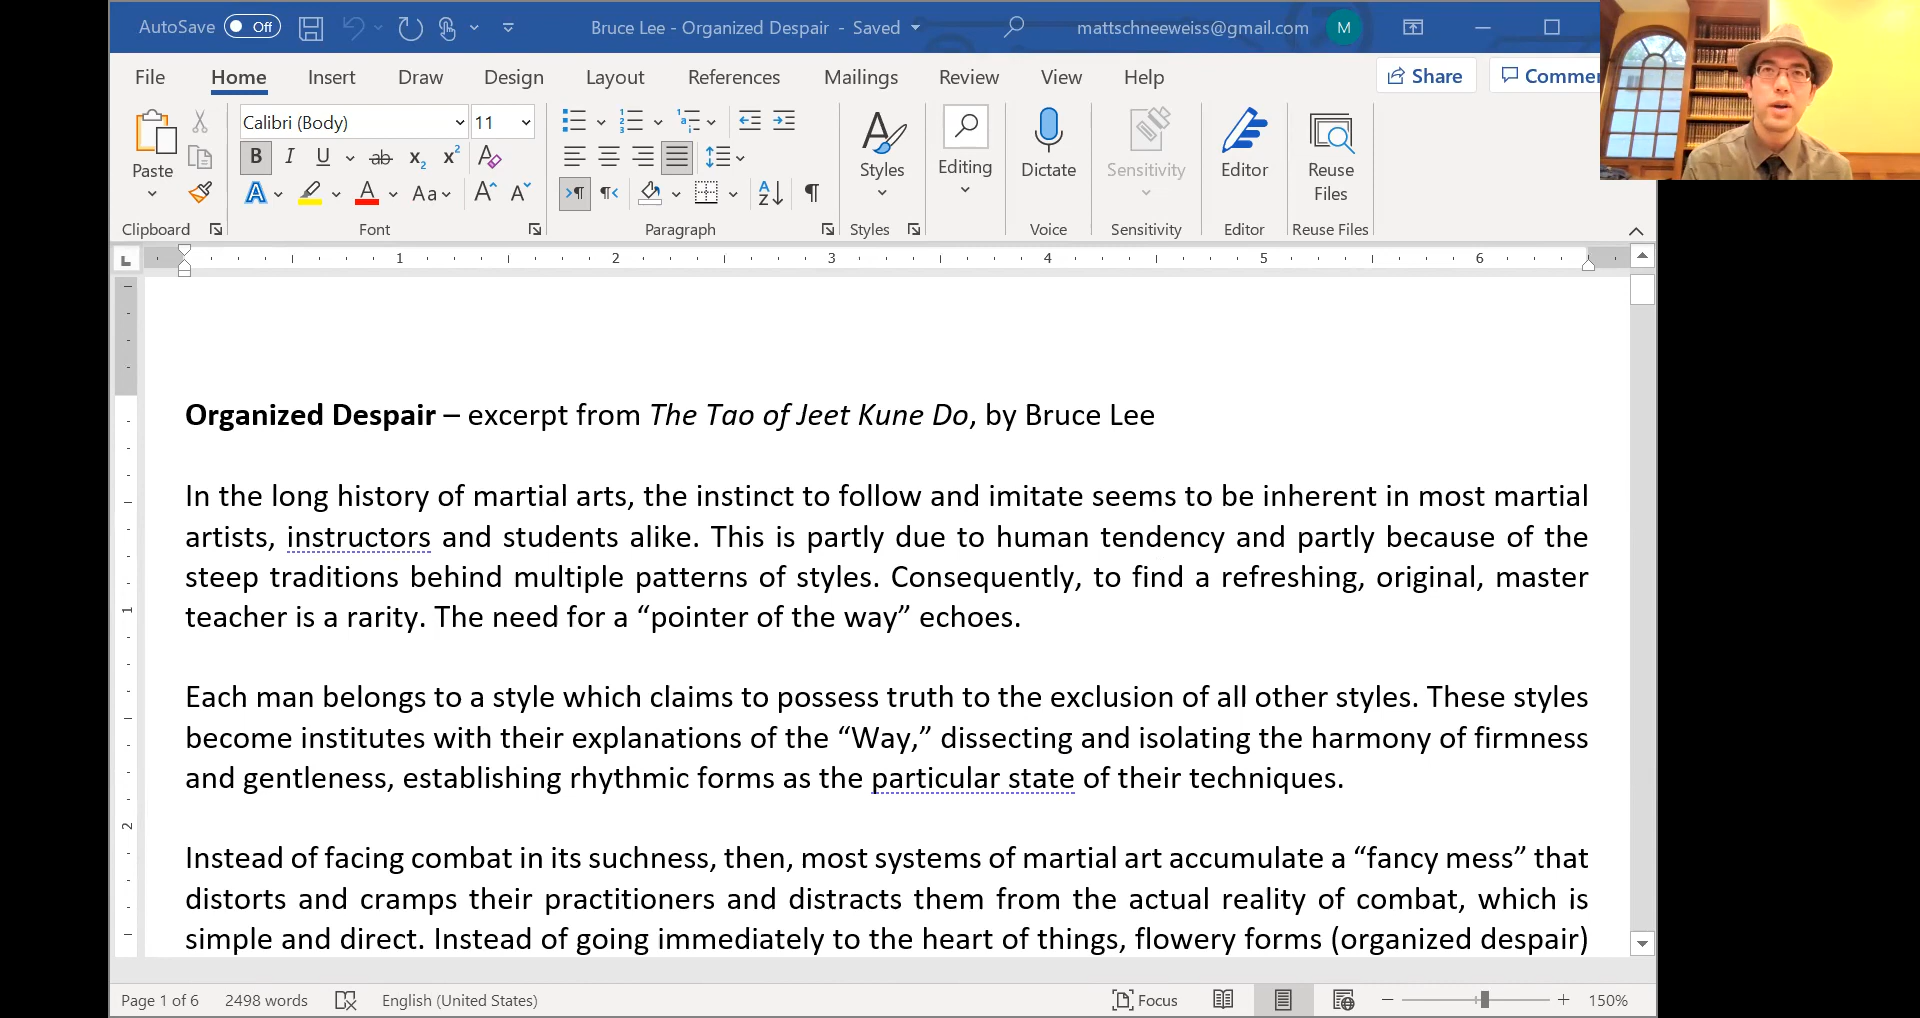 AutoSave Off Bruce Lee - Organized Despair - Saved mattschneeweiss@gmail.com M
File Home Insert Draw Design Layout References Mailings Review View Help Share Commen
Calibri (Body) 11
Paste Styles Editing Dictate Sensitivity Editor Reuse Files
Clipboard Font Paragraph Styles Voice Sensitivity Editor Reuse Files
1 2 3 4 5 6
Organized Despair – excerpt from The Tao of Jeet Kune Do, by Bruce Lee
In the long history of martial arts, the instinct to follow and imitate seems to be inherent in most martial
artists, instructors and students alike. This is partly due to human tendency and partly because of the
steep traditions behind multiple patterns of styles. Consequently, to find a refreshing, original, master
teacher is a rarity. The need for a “pointer of the way” echoes.
Each man belongs to a style which claims to possess truth to the exclusion of all other styles. These styles
become institutes with their explanations of the “Way,” dissecting and isolating the harmony of firmness
and gentleness, establishing rhythmic forms as the particular state of their techniques.
Instead of facing combat in its suchness, then, most systems of martial art accumulate a “fancy mess” that
distorts and cramps their practitioners and distracts them from the actual reality of combat, which is
simple and direct. Instead of going immediately to the heart of things, flowery forms (organized despair)
Page 1 of 6 2498 words English (United States) Focus 150%